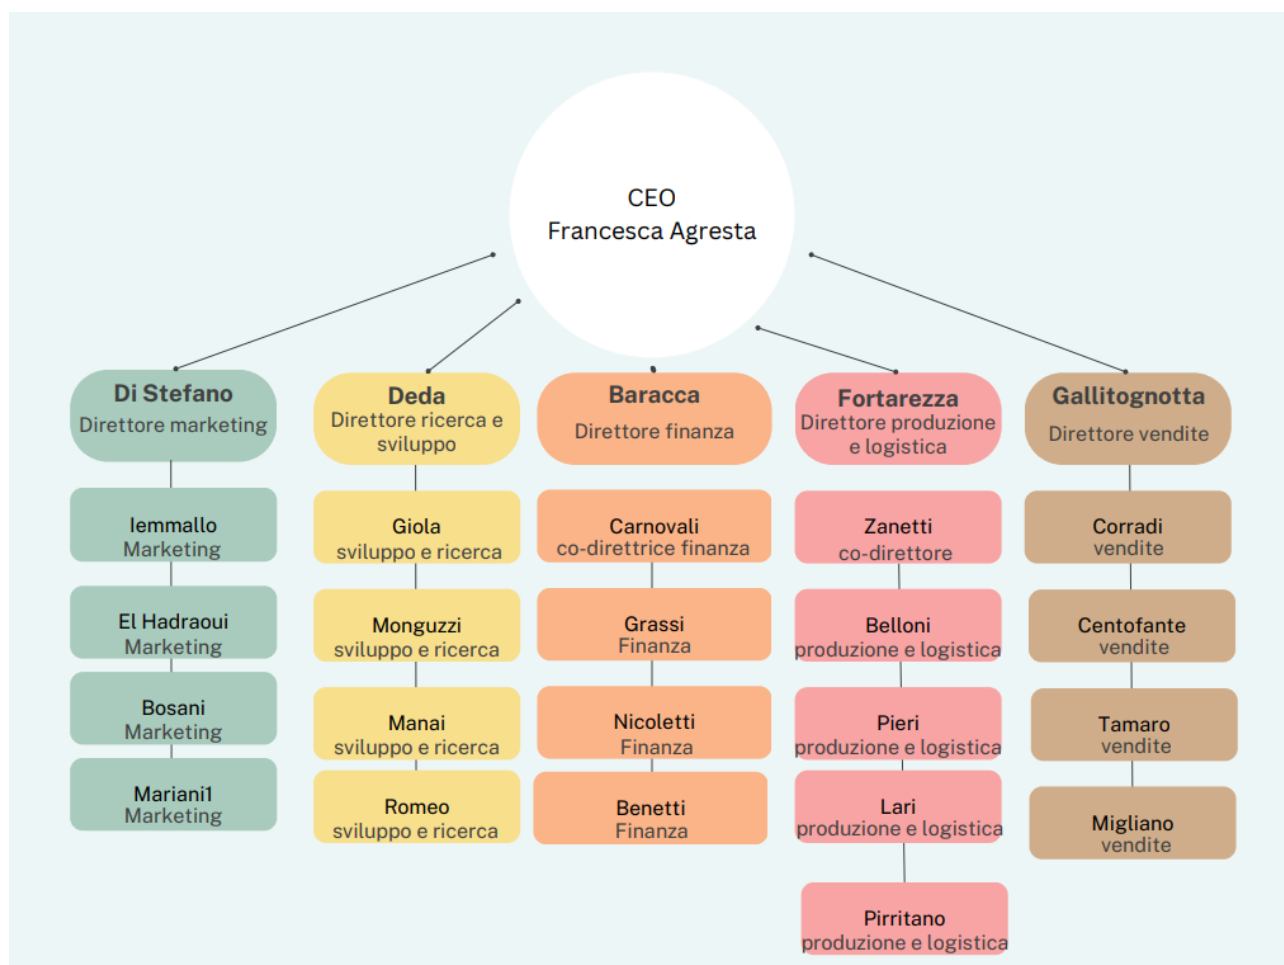 CEO
Francesca Agresta
Di Stefano
Direttore marketing
Iemmallo
Marketing
El Hadraoui
Marketing
Bosani
Marketing
Mariani1
Marketing
Deda
Direttore ricerca e
sviluppo
Giola
sviluppo e ricerca
Monguzzi
sviluppo e ricerca
Manai
sviluppo e ricerca
Romeo
sviluppo e ricerca
Baracca
Direttore finanza
Carnovali
co-direttrice finanza
Grassi
Finanza
Nicoletti
Finanza
Benetti
Finanza
Fortarezza
Direttore produzione
e logistica
Zanetti
co-direttore
Belloni
produzione e logistica
Pieri
produzione e logistica
Lari
produzione e logistica
Pirritano
produzione e logistica
Gallitognotta
Direttore vendite
Corradi
vendite
Centofante
vendite
Tamaro
vendite
Migliano
vendite